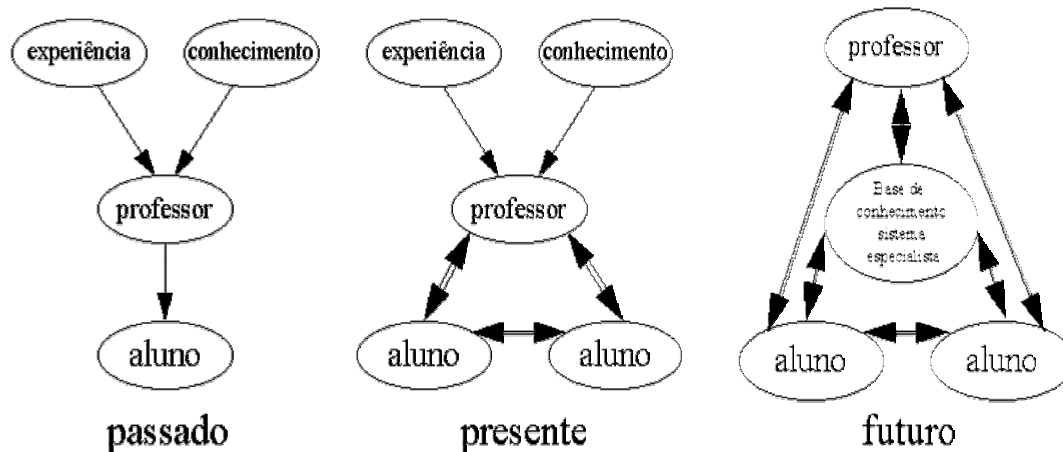 experiência
conhecimento
professor
aluno
passado
experiência
conhecimento
professor
aluno
aluno
presente
professor
Base de
conhecimento
sistema
especialista
aluno
aluno
futuro